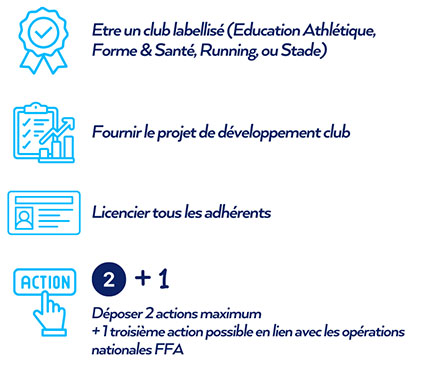 Etre un club labellisé (Education Athlétique,
Forme & Santé, Running, ou Stade)
Fournir le projet de développement club
Licencier tous les adhérents
ACTION
2 + 1
Déposer 2 actions maximum
+ 1 troisième action possible en lien avec les opérations
nationales FFA